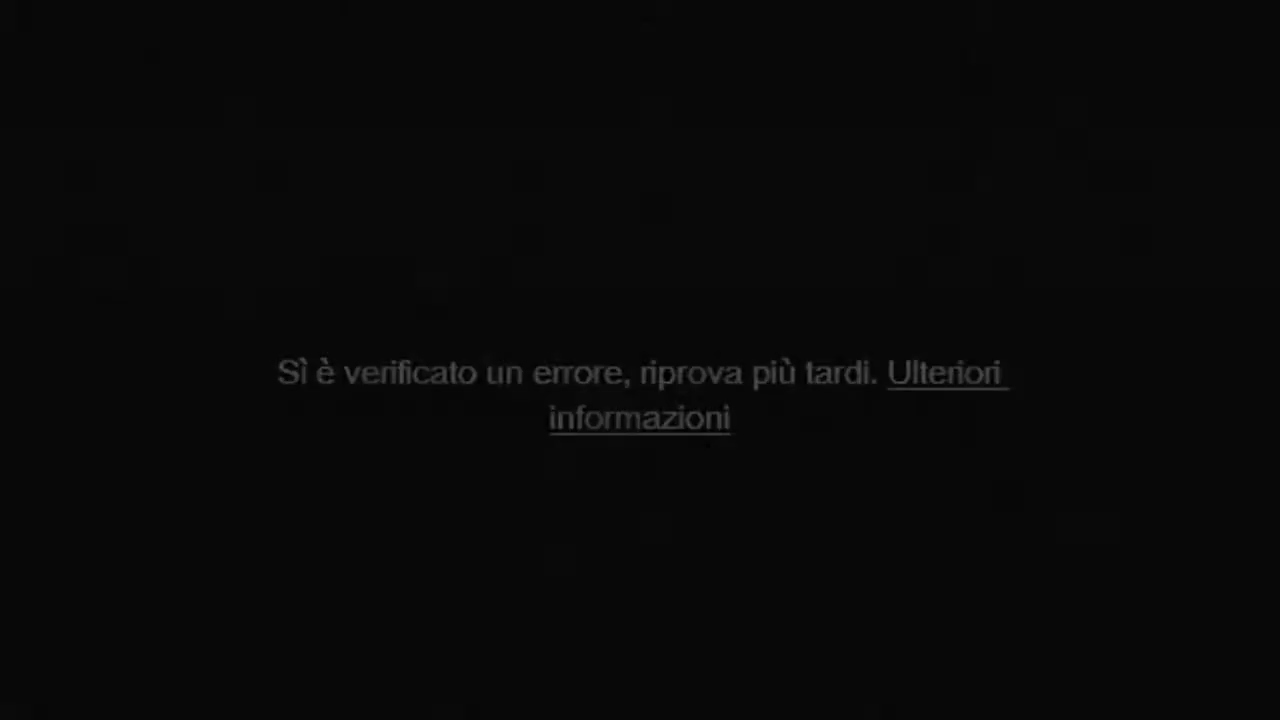 Sì è verificato un errore, riprova più tardi. Ulteriori
informazioni